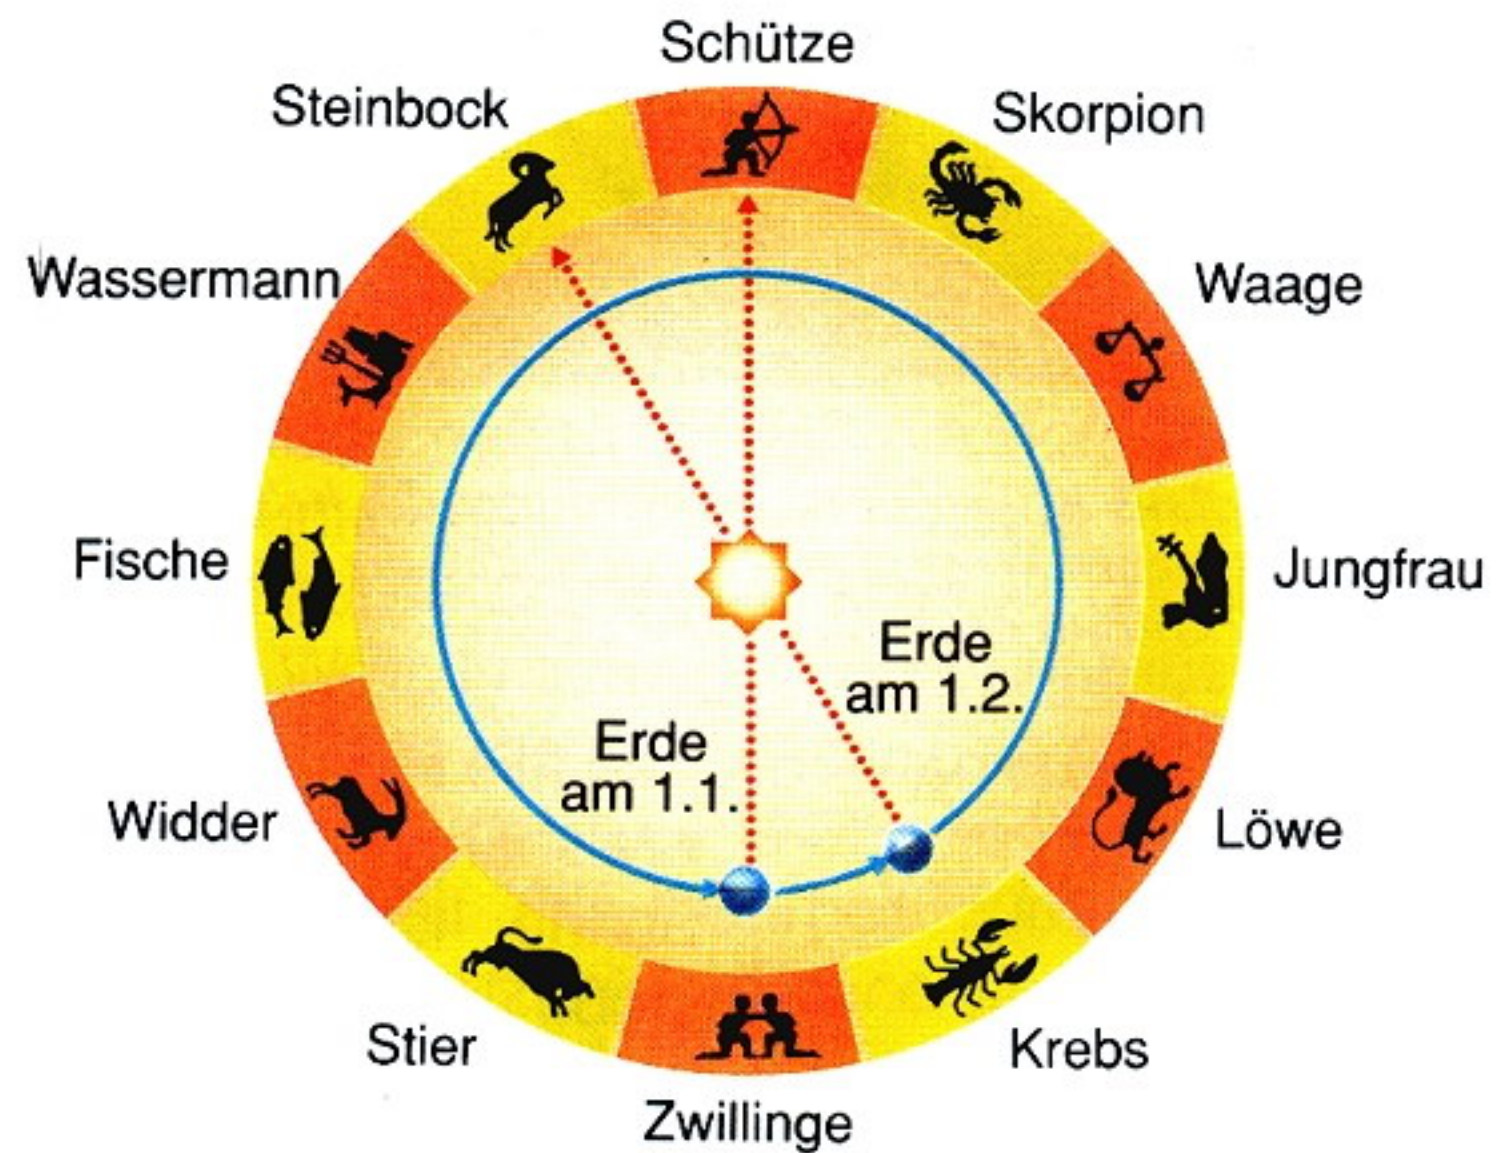 Schütze
Steinbock
Skorpion
Wassermann
Waage
Fische
Jungfrau
Erde
am 1.2.
Erde
am 1.1.
Widder
Löwe
Stier
Krebs
Zwillinge